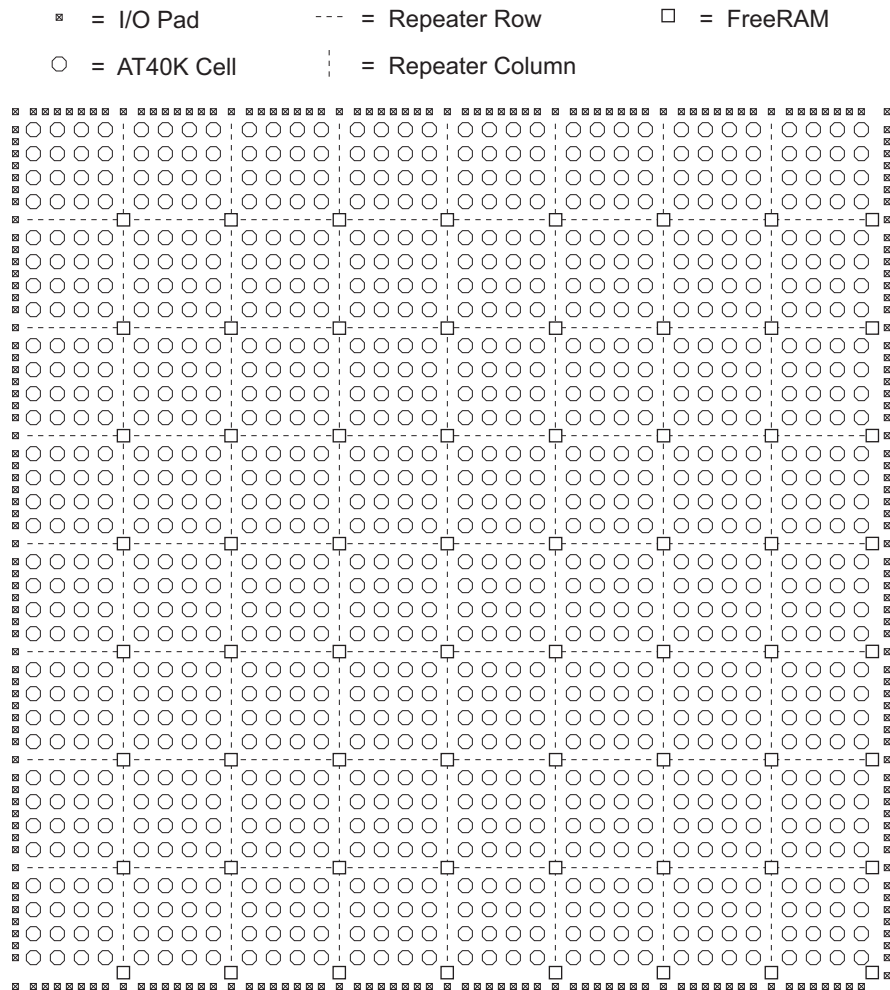 = I/O Pad = Repeater Row = FreeRAM
= AT40K Cell = Repeater Column